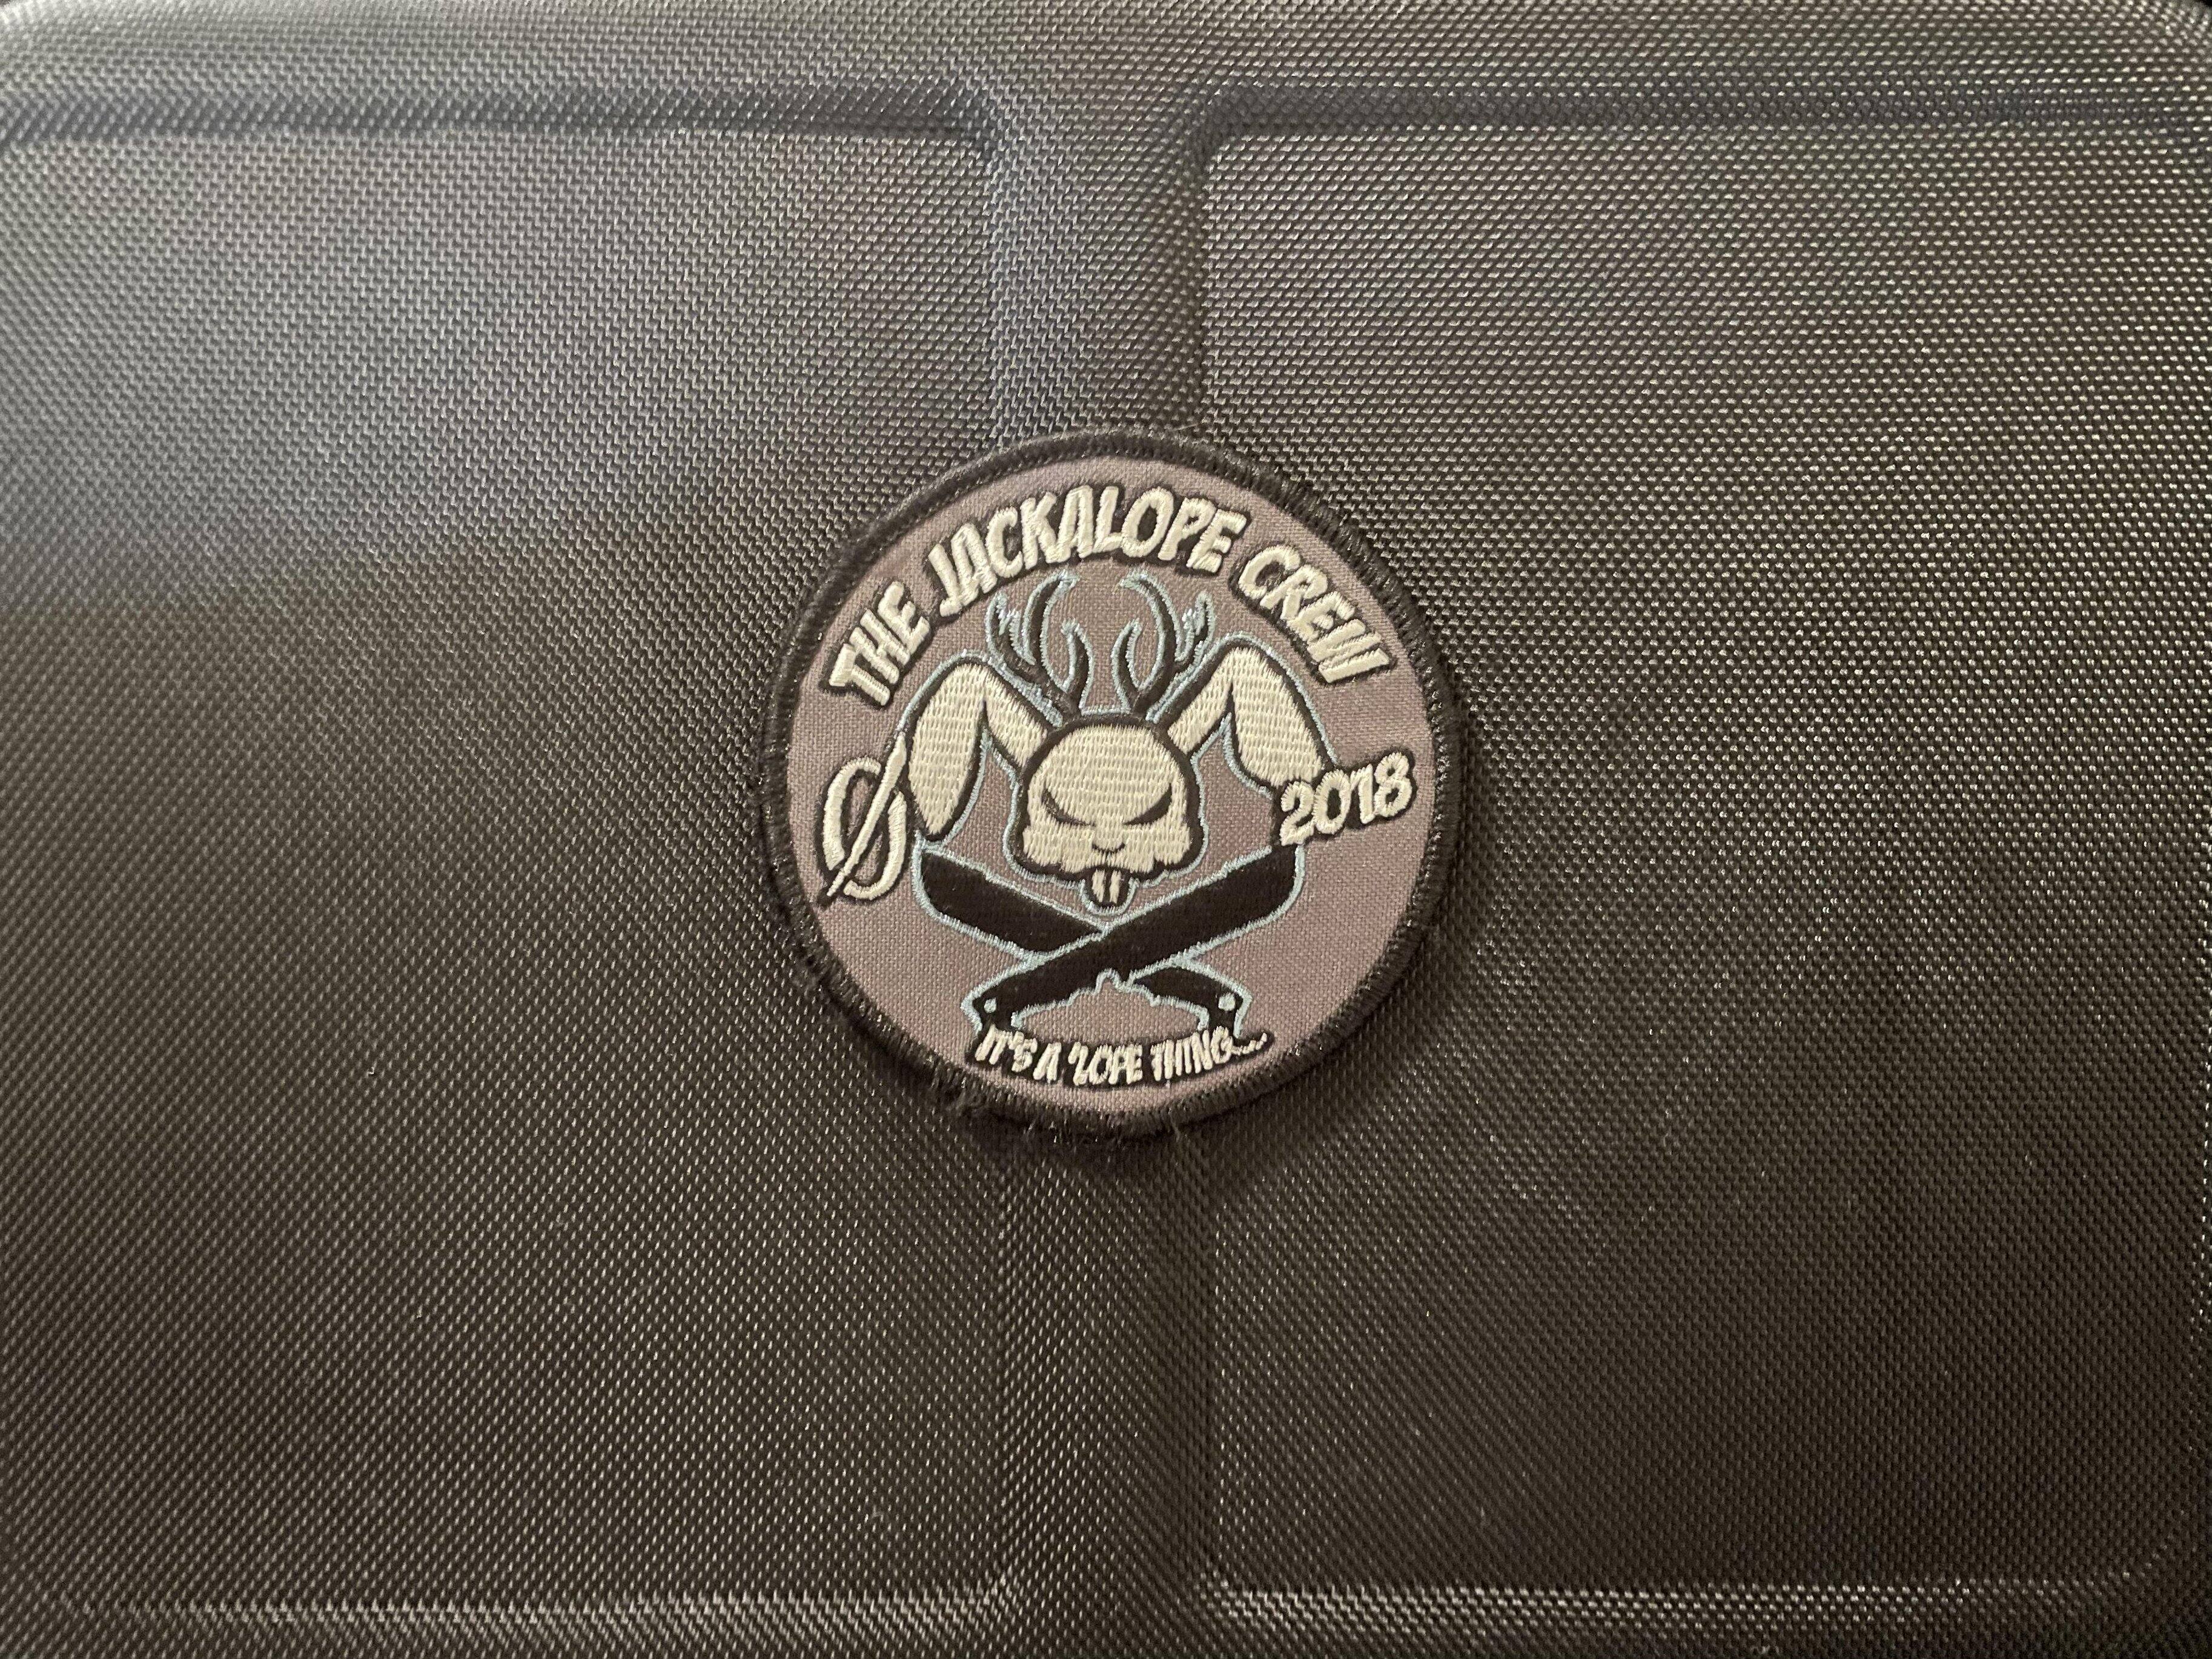 THE JACKALOPE CREW
Ø
2018
IT'S A 'LOPE THING...